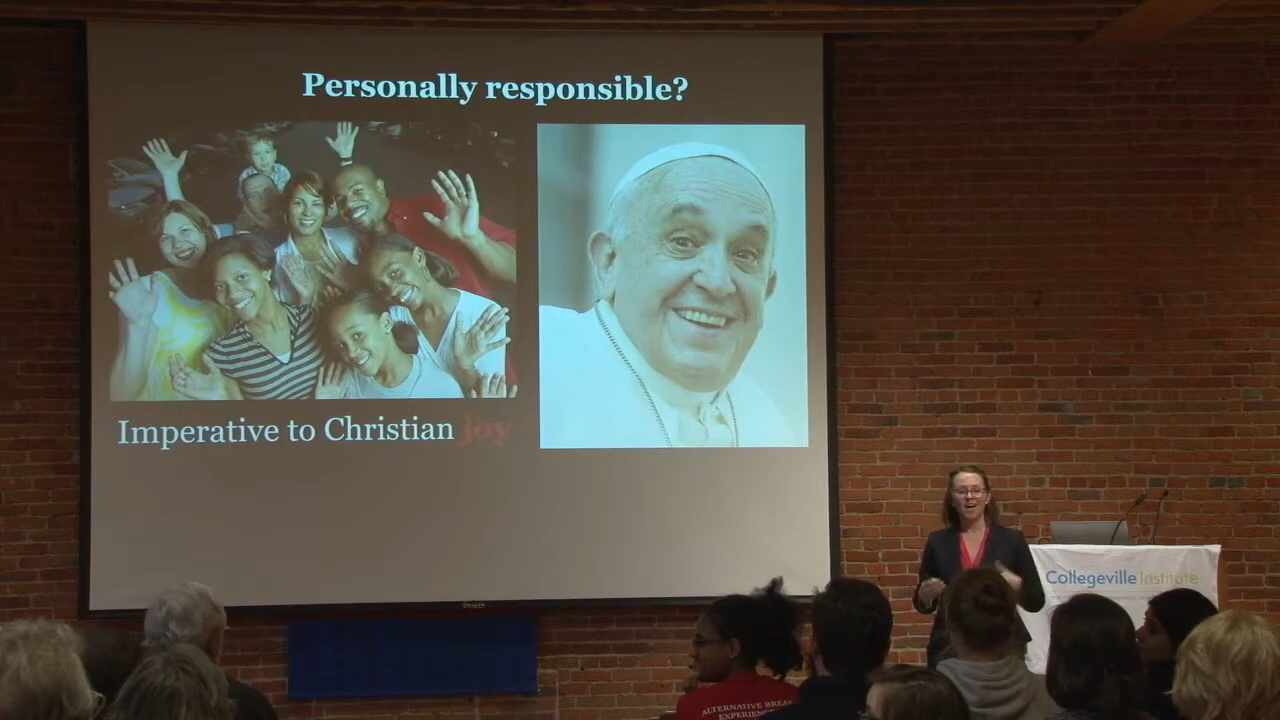 Personally responsible?
Imperative to Christian joy
Collegeville Institute
ALTERNATIVE BREAK
EXPERIENCE